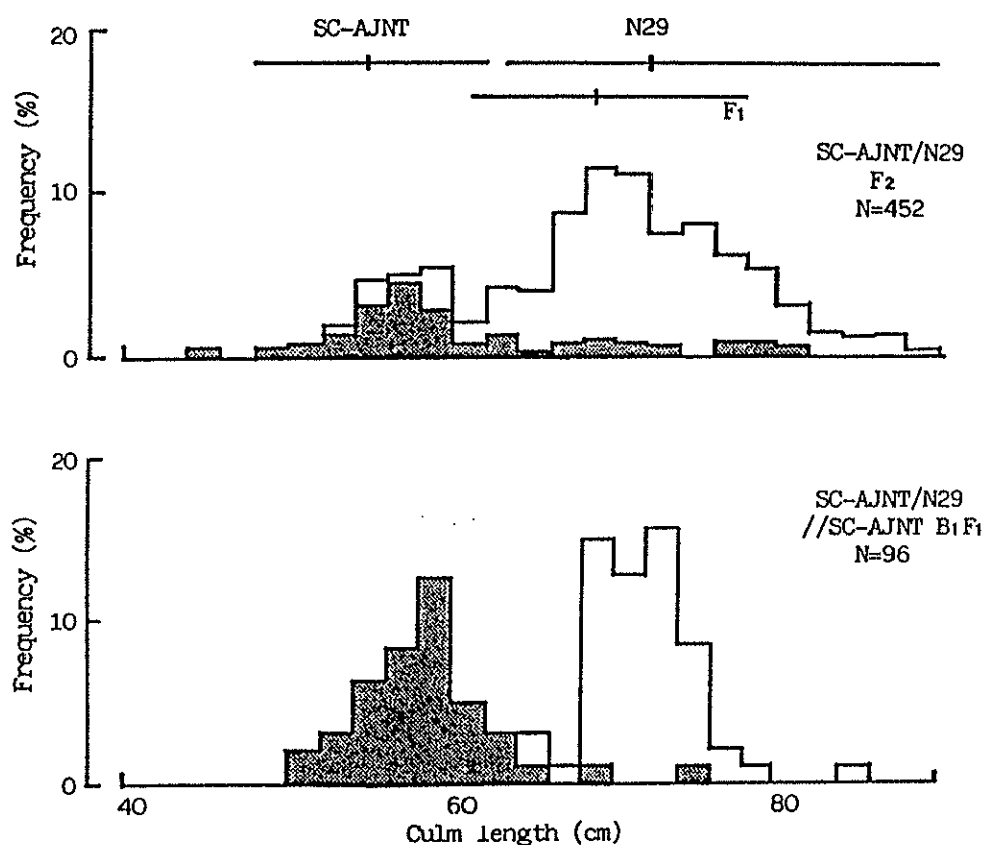 20
SC-AJNT
N29
F1
Frequency (%)
10
SC-AJNT/N29
F2
N=452
0
20
SC-AJNT/N29
//SC-AJNT B1F1
N=96
Frequency (%)
10
0
40
60
80
Culm length (cm)